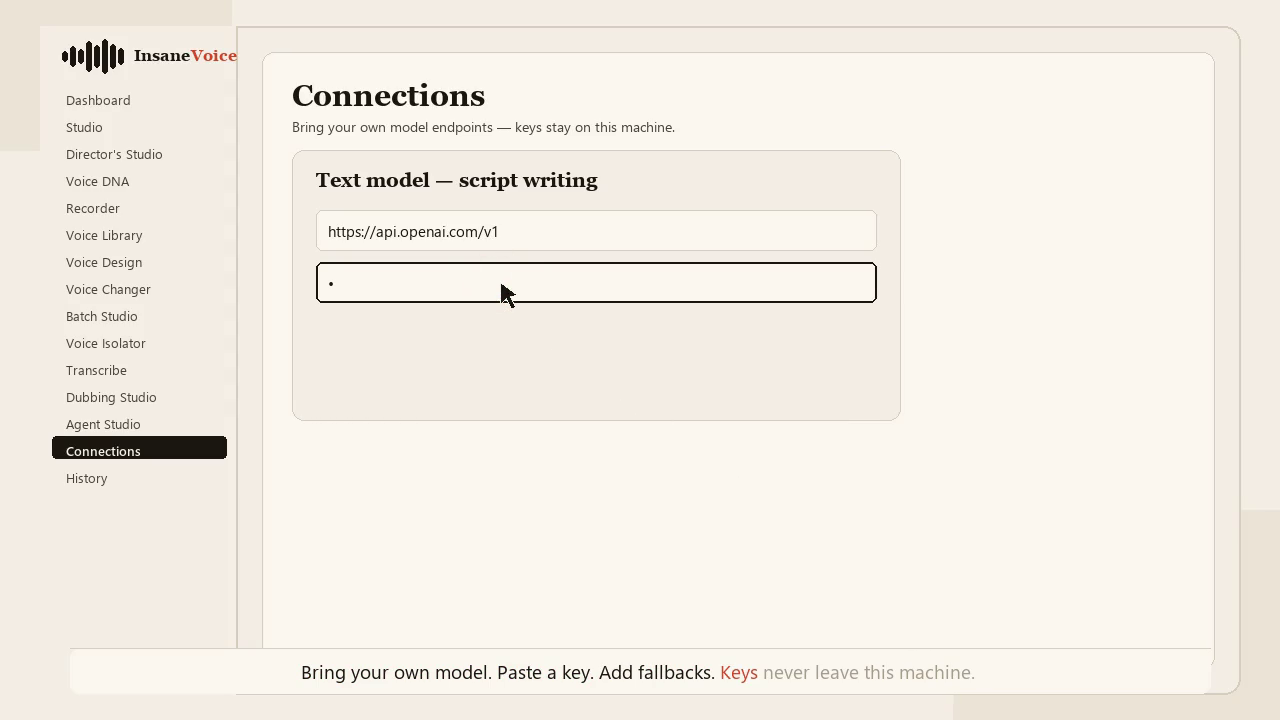 InsaneVoice
Dashboard
Studio
Director's Studio
Voice DNA
Recorder
Voice Library
Voice Design
Voice Changer
Batch Studio
Voice Isolator
Transcribe
Dubbing Studio
Agent Studio
Connections
History
Connections
Bring your own model endpoints — keys stay on this machine.
Text model — script writing
https://api.openai.com/v1
•
Bring your own model. Paste a key. Add fallbacks. Keys never leave this machine.